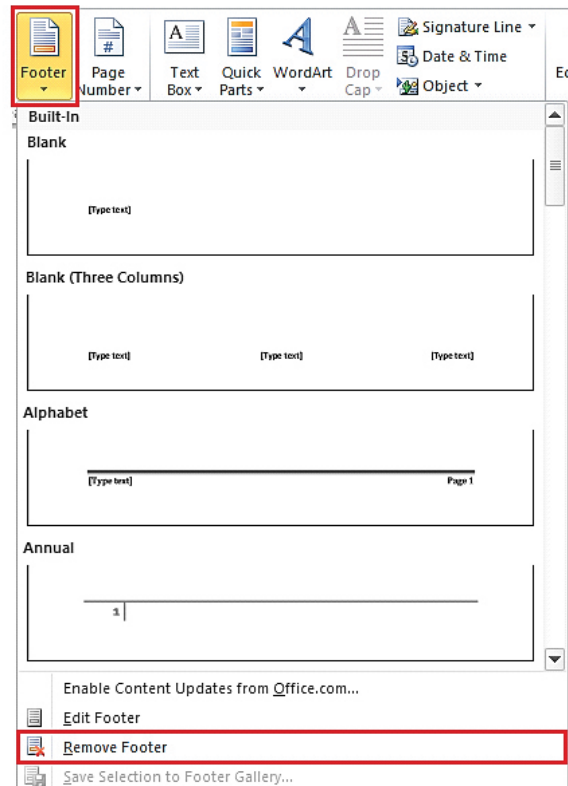 Signature Line
Date & Time
Footer Page Number Text Box Quick Parts WordArt Drop Cap Object
Built-In
Blank
[Type text]
Blank (Three Columns)
[Type text] [Type text] [Type text]
Alphabet
[Type text] Page 1
Annual
1
Enable Content Updates from Office.com...
Edit Footer
Remove Footer
Save Selection to Footer Gallery...